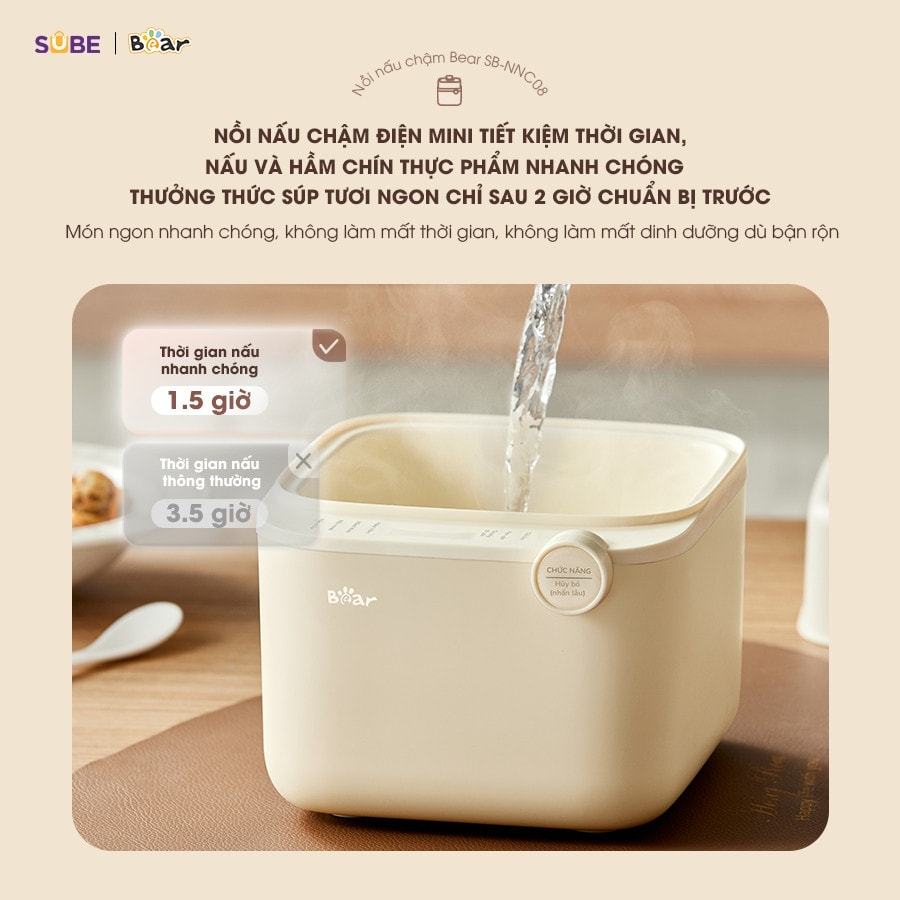 SUBE | Bear
Nồi nấu chậm Bear SB-NNC08
NỒI NẤU CHẬM ĐIỆN MINI TIẾT KIỆM THỜI GIAN,
NẤU VÀ HẦM CHÍN THỰC PHẨM NHANH CHÓNG
THƯỞNG THỨC SÚP TƯƠI NGON CHỈ SAU 2 GIỜ CHUẨN BỊ TRƯỚC
Món ngon nhanh chóng, không làm mất thời gian, không làm mất dinh dưỡng dù bận rộn
Thời gian nấu
nhanh chóng
1.5 giờ
Thời gian nấu
thông thường
3.5 giờ
CHỨC NĂNG
Hủy bỏ
(nhấn lâu)
Bear